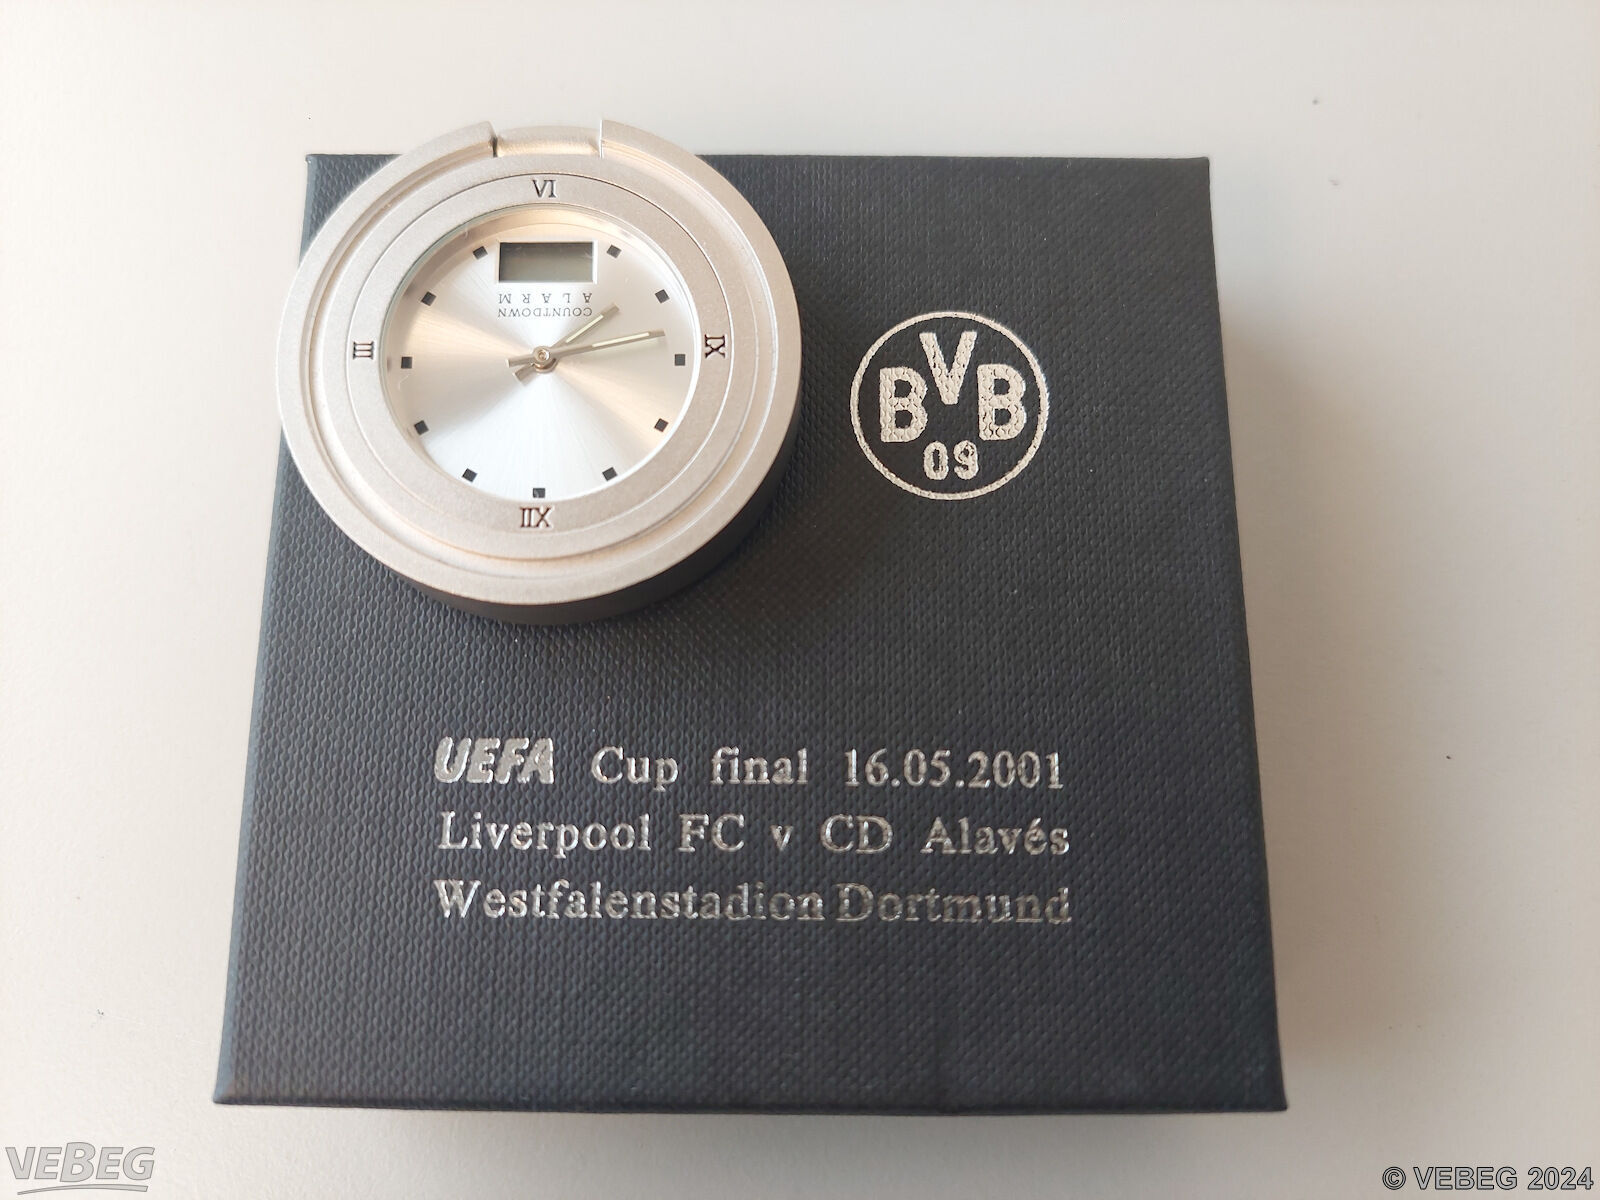 VI
ALARM
COUNTDOWN
III
IX
XII
BVB
09
UEFA Cup final 16.05.2001
Liverpool FC v CD Alavés
Westfalenstadion Dortmund
VEBEG
© VEBEG 2024